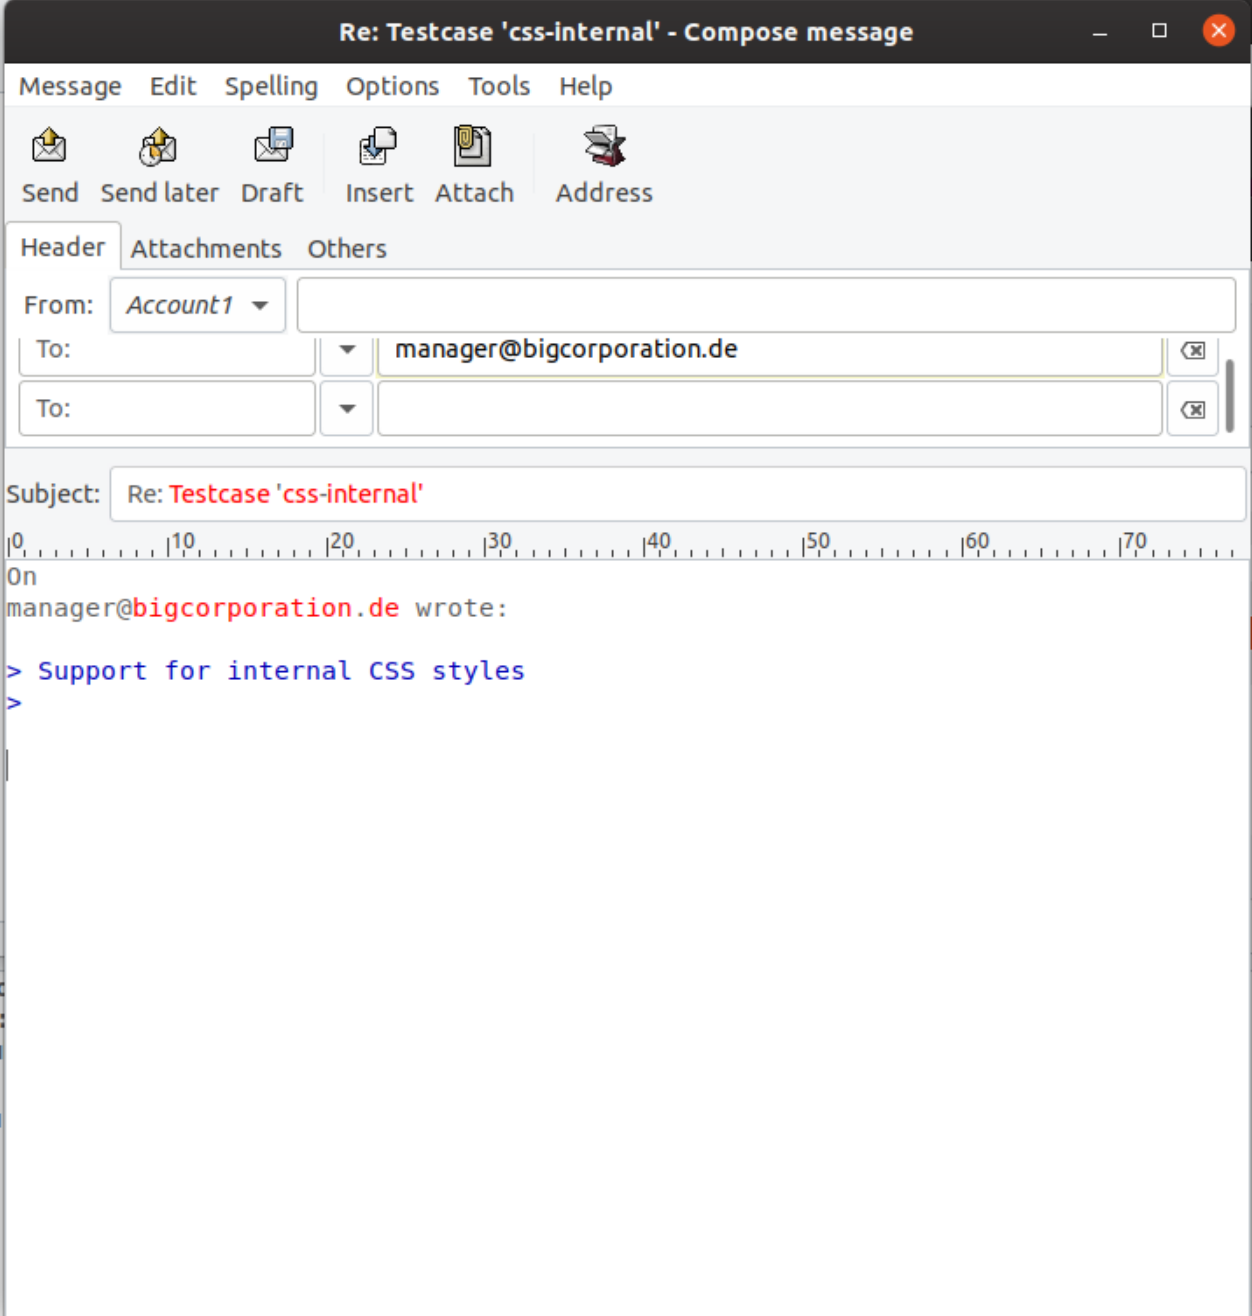 Re: Testcase 'css-internal' - Compose message
Message Edit Spelling Options Tools Help
Send Send later Draft Insert Attach Address
Header Attachments Others
From: Account1
To: manager@bigcorporation.de
To:
Subject: Re: Testcase 'css-internal'
0 10 20 30 40 50 60 70
On
manager@bigcorporation.de wrote:
> Support for internal CSS styles
>